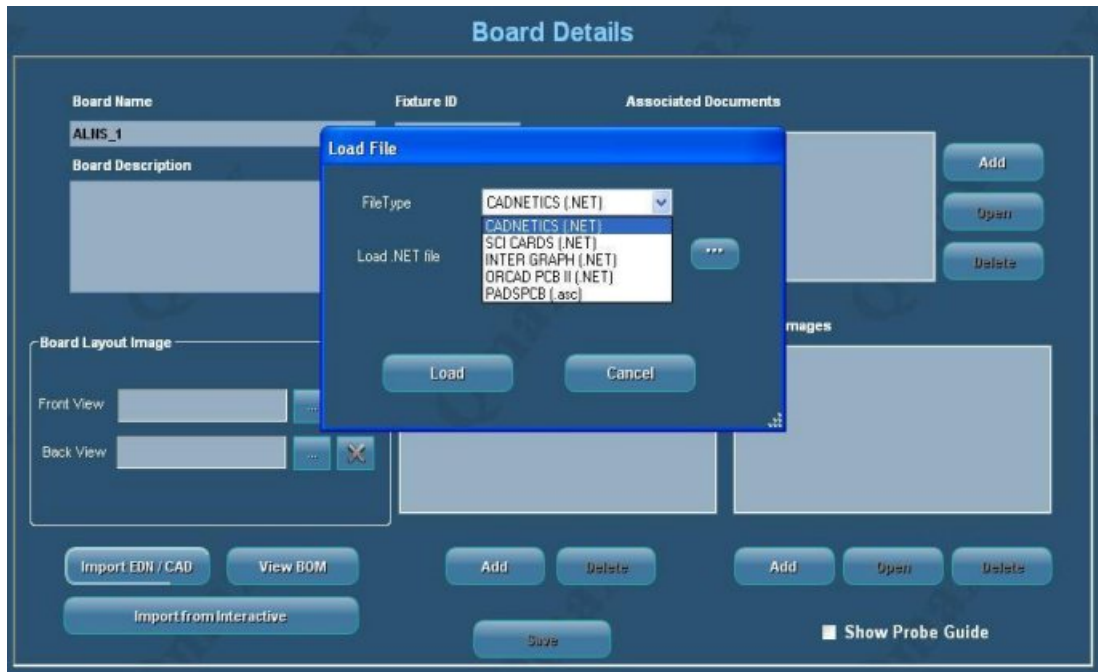 Board Details
Board Name
Fixture ID
Associated Documents
ALNS_1
Board Description
Add
Open
Delete
Load File
FileType
CADNETICS (.NET)
CADNETICS (.NET)
SCI CARDS (.NET)
INTER GRAPH (.NET)
ORCAD PCB II (.NET)
PADSPCB (.asc)
Load .NET file
...
Load
Cancel
mages
Board Layout Image
Front View
...
Back View
...
Import EDN / CAD
View BOM
Add
Delete
Add
Open
Delete
Import from Interactive
Save
Show Probe Guide